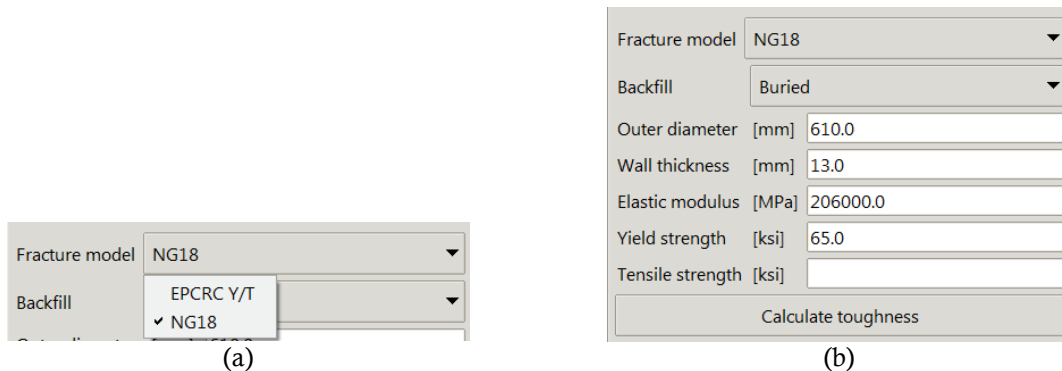 Fracture model NG18
EPCRC Y/T
✓ NG18
Backfill
(a)
Fracture model NG18
Backfill Buried
Outer diameter [mm] 610.0
Wall thickness [mm] 13.0
Elastic modulus [MPa] 206000.0
Yield strength [ksi] 65.0
Tensile strength [ksi]
Calculate toughness
(b)